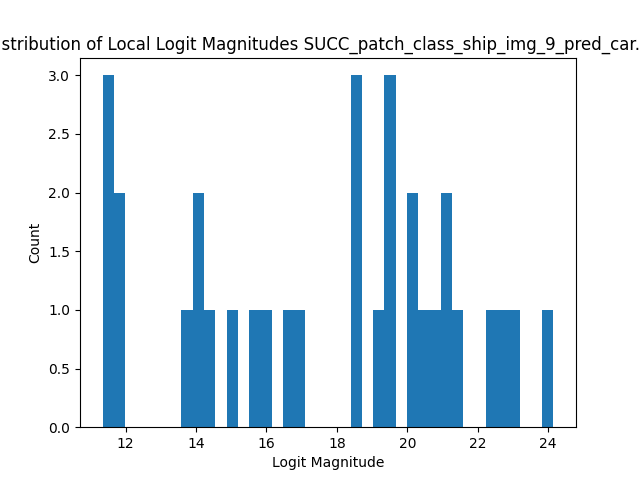 stribution of Local Logit Magnitudes SUCC_patch_class_ship_img_9_pred_car.
3.0
2.5
2.0
1.5
1.0
0.5
0.0
Count
12 14 16 18 20 22 24
Logit Magnitude